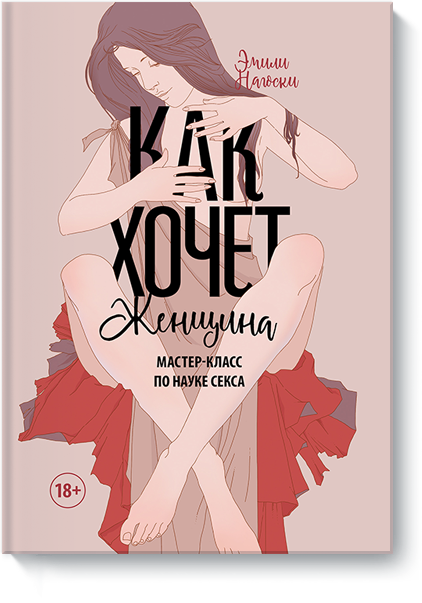 Эмили
Нагоски
КАК
ХОЧЕТ
Женщина
МАСТЕР-КЛАСС
ПО НАУКЕ СЕКСА
18+